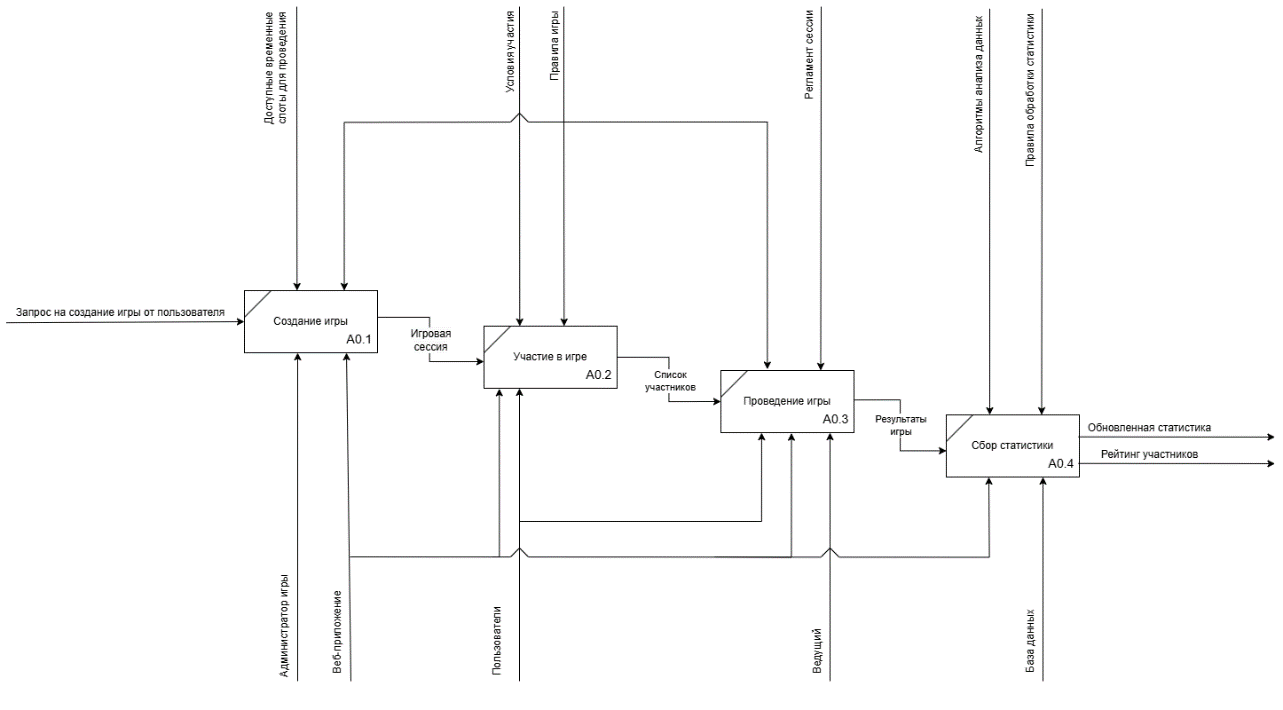 Доступные временные
слоты для проведения
Условия участия
Правила игры
Регламент сессии
Алгоритмы анализа данных
Правила обработки статистики
Запрос на создание игры от пользователя
Создание игры
A0.1
Игровая
сессия
Участие в игре
A0.2
Список
участников
Проведение игры
A0.3
Результаты
игры
Сбор статистики
A0.4
Обновленная статистика
Рейтинг участников
Администратор игры
Веб-приложение
Пользователи
Ведущий
База данных